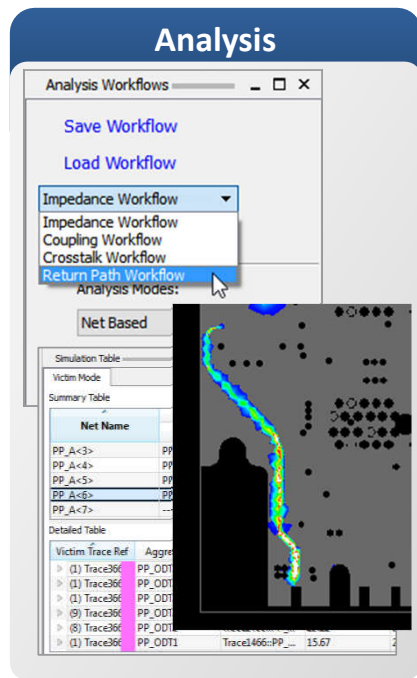 Analysis
Analysis Workflows
Save Workflow
Load Workflow
Impedance Workflow
Impedance Workflow
Coupling Workflow
Crosstalk Workflow
Return Path Workflow
Analysis Modes:
Net Based
Simulation Table
Victim Mode
Summary Table
Net Name
PP_A<3>
PP_A<4>
PP_A<5>
PP_A<6>
PP_A<7>
Detailed Table
Victim Trace Ref Aggre
(1) Trace366 PP_ODT
(1) Trace366 PP_ODT
(1) Trace366 PP_ODT
(9) Trace366 PP_ODT
(8) Trace366
(1) Trace366 PP_ODT1 Trace1466::PP_... 15.67